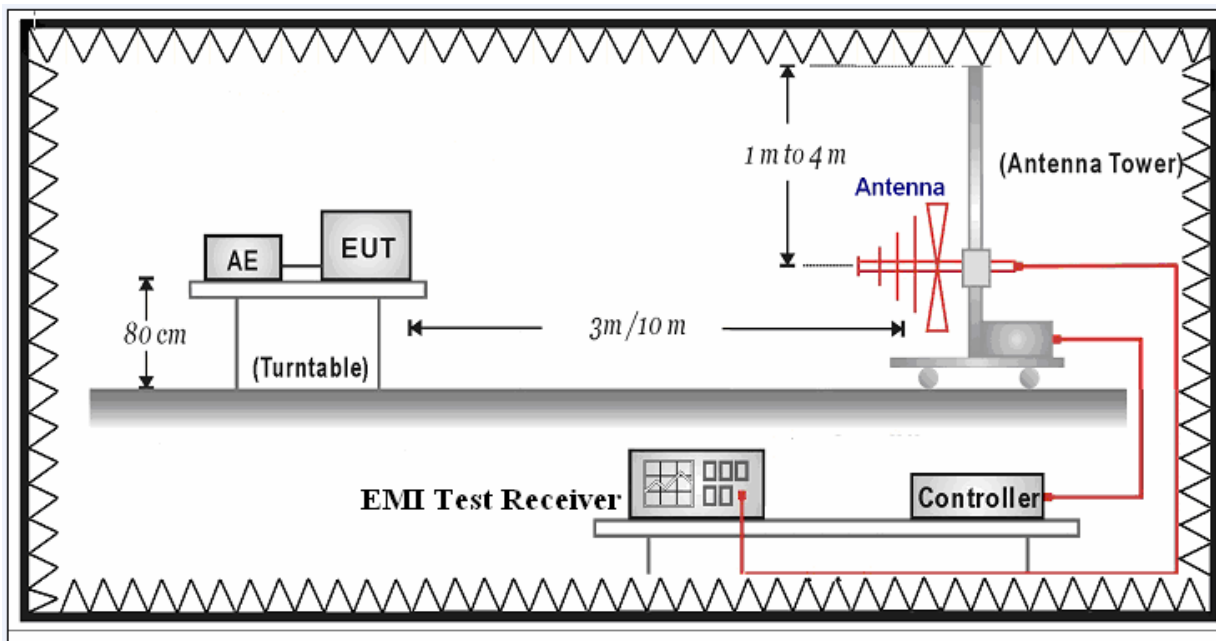 1 m to 4 m
(Antenna Tower)
Antenna
AE
EUT
80 cm
3m/10 m
(Turntable)
EMI Test Receiver
Controller